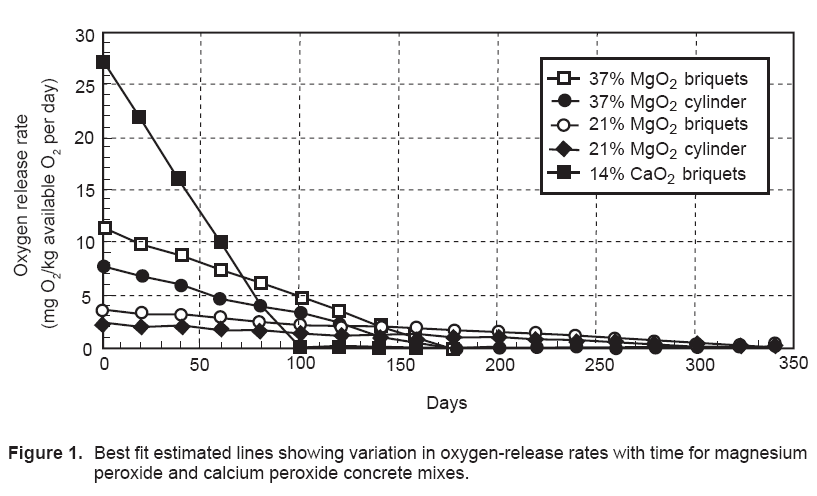 30
25
20
15
10
5
0
Oxygen release rate
(mg O₂/kg available O₂ per day)
37% MgO₂ briquets
37% MgO₂ cylinder
21% MgO₂ briquets
21% MgO₂ cylinder
14% CaO₂ briquets
0 50 100 150 200 250 300 350
Days
Figure 1. Best fit estimated lines showing variation in oxygen-release rates with time for magnesium
peroxide and calcium peroxide concrete mixes.